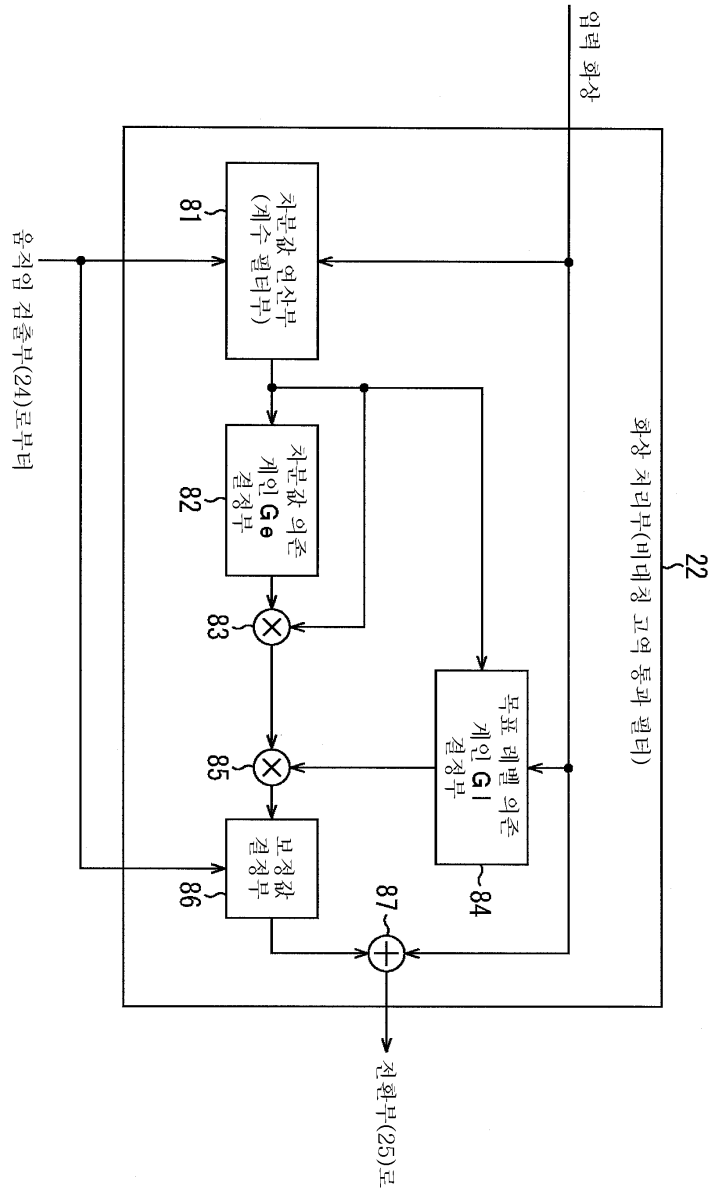 입력 화상
22
화상 처리부(비대칭 고역 통과 필터)
차분값 연산부
(계수 필터부)
81
차분값 의존
게인 Ge
결정부
82
83
목표 레벨 의존
게인 Gl
결정부
84
85
보정값
결정부
86
87
움직임 검출부(24)로부터
전환부(25)로